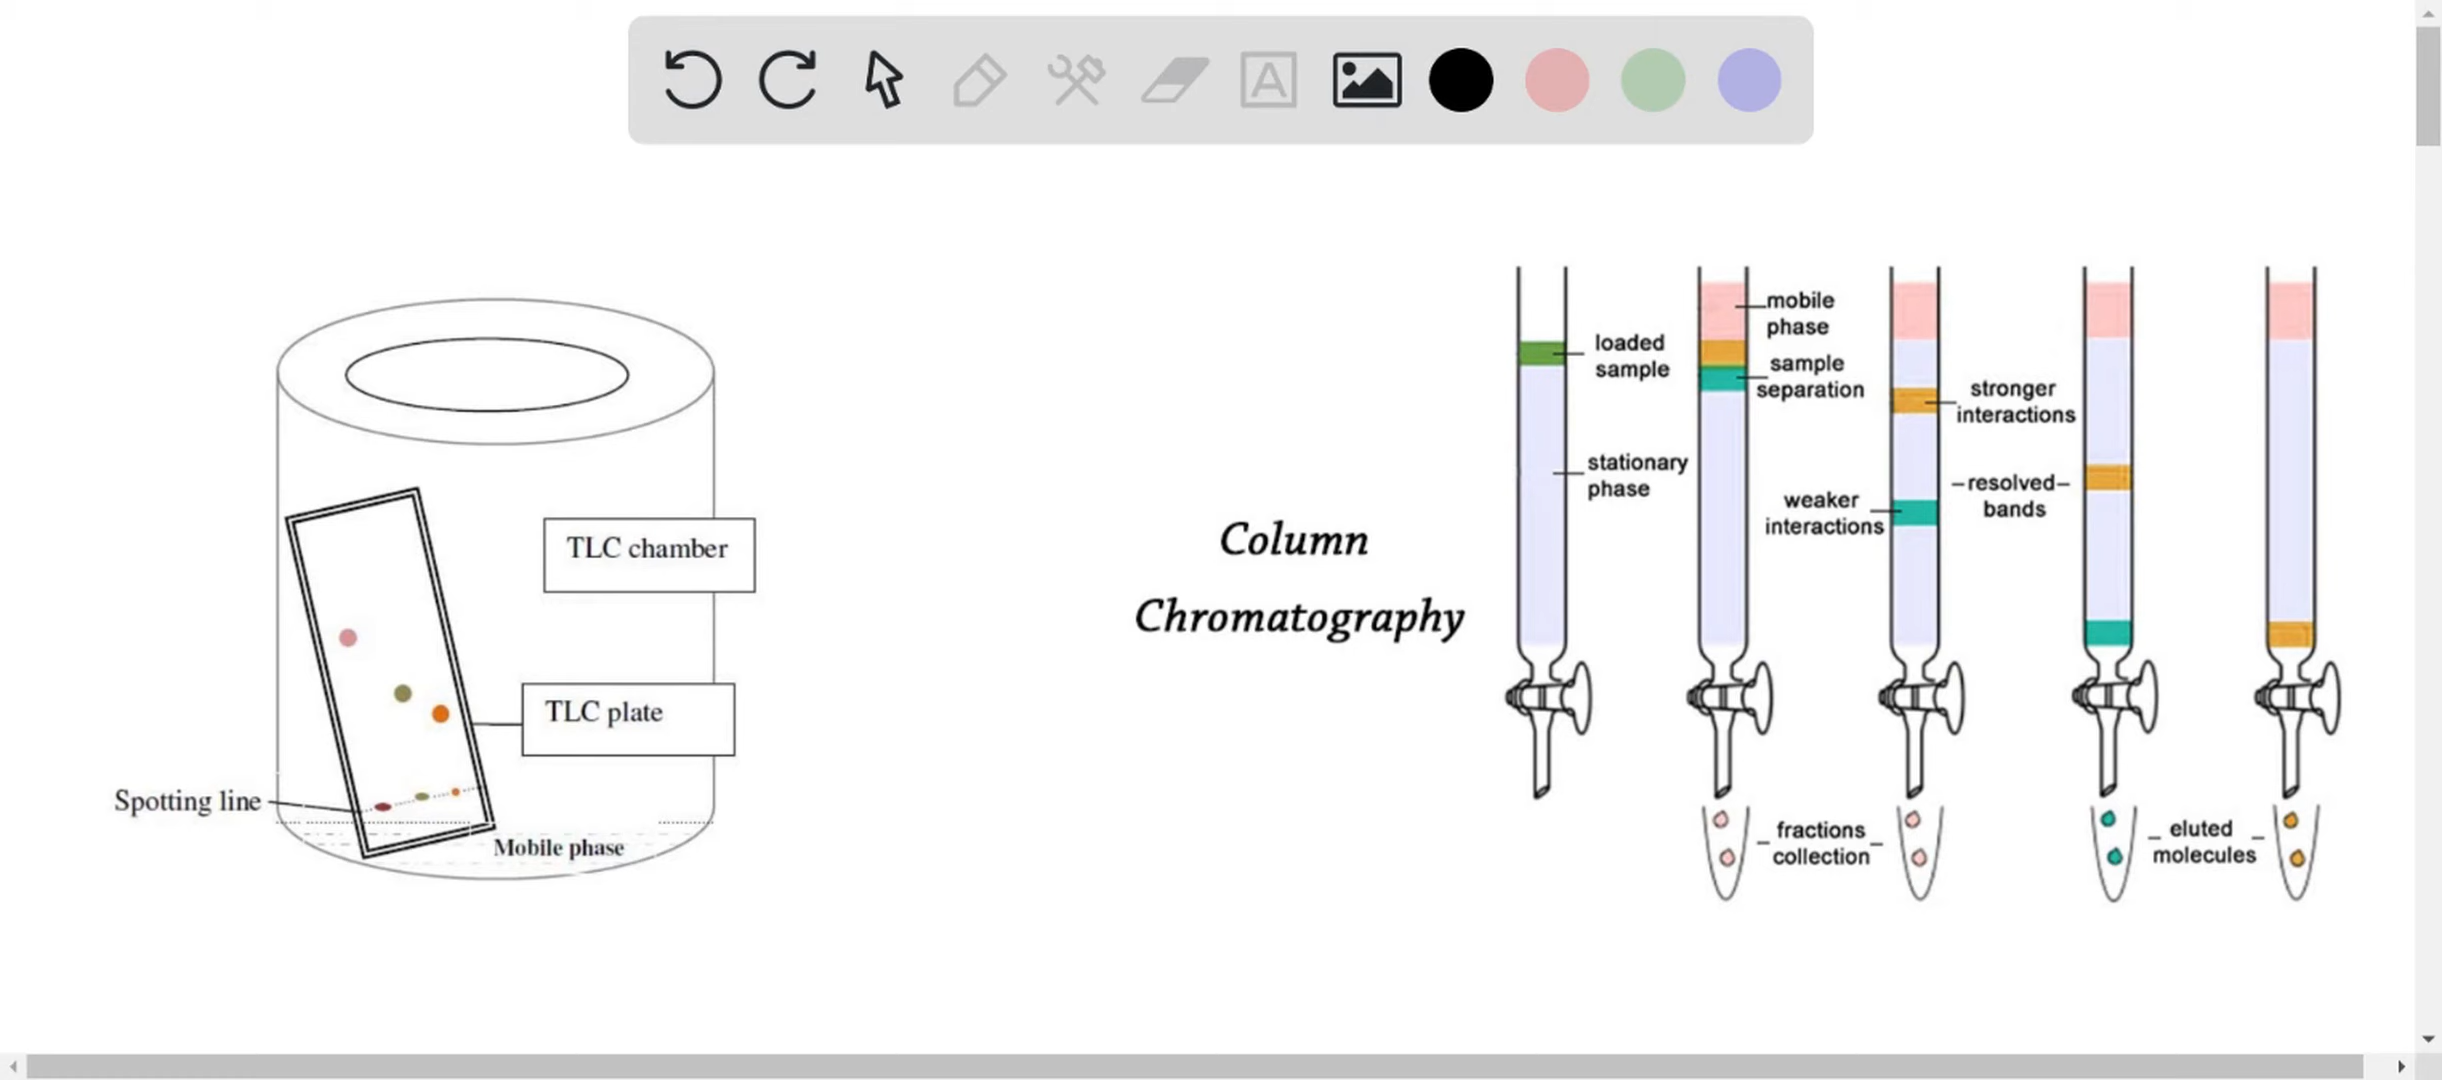 A
TLC chamber
TLC plate
Spotting line
Mobile phase
Column
Chromatography
loaded
sample
stationary
phase
mobile
phase
sample
separation
stronger
interactions
weaker
interactions
–resolved–
bands
– fractions –
collection
– eluted –
molecules